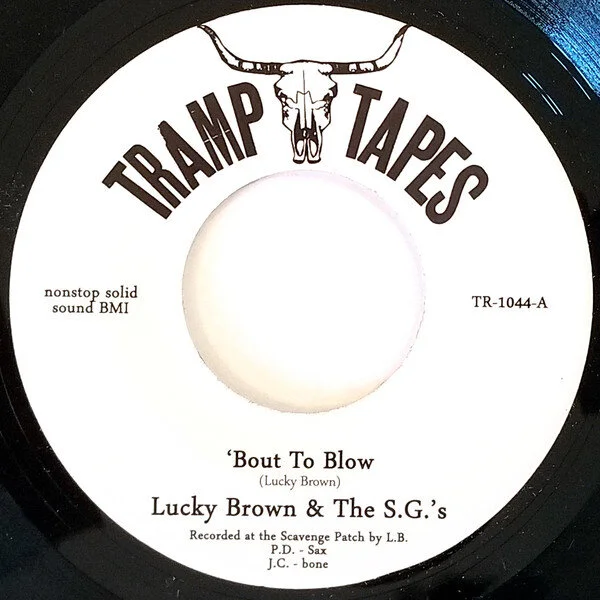 TRAMP TAPES
nonstop solid
sound BMI
TR-1044-A
‘Bout To Blow
(Lucky Brown)
Lucky Brown & The S.G.'s
Recorded at the Scavenge Patch by L.B.
P.D. - Sax
J.C. - bone